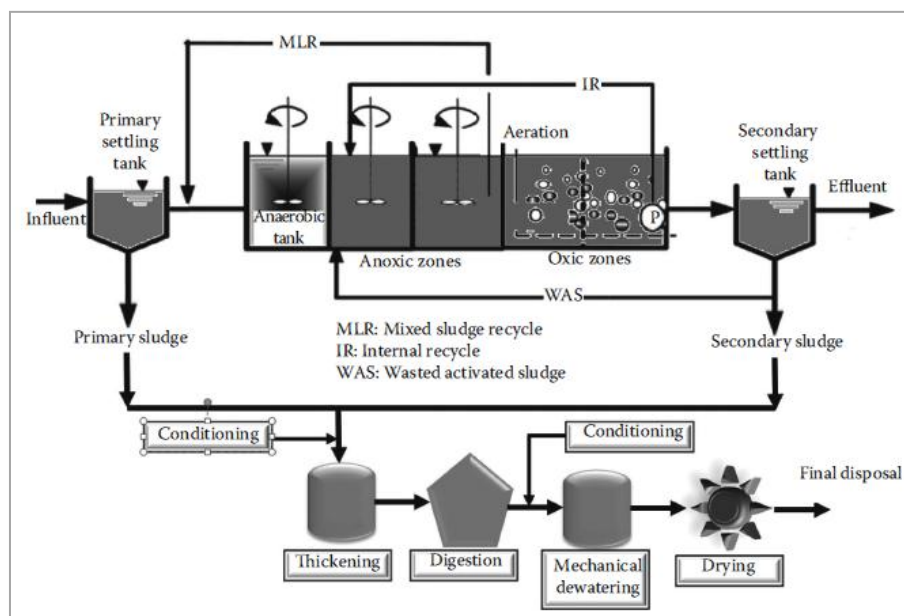 MLR
IR
Primary
settling
tank
Aeration
Secondary
settling
tank
Influent
Effluent
Anaerobic
tank
P
Anoxic zones
Oxic zones
WAS
Primary sludge
MLR: Mixed sludge recycle
IR: Internal recycle
WAS: Wasted activated sludge
Secondary sludge
Conditioning
Conditioning
Final disposal
Thickening
Digestion
Mechanical
dewatering
Drying